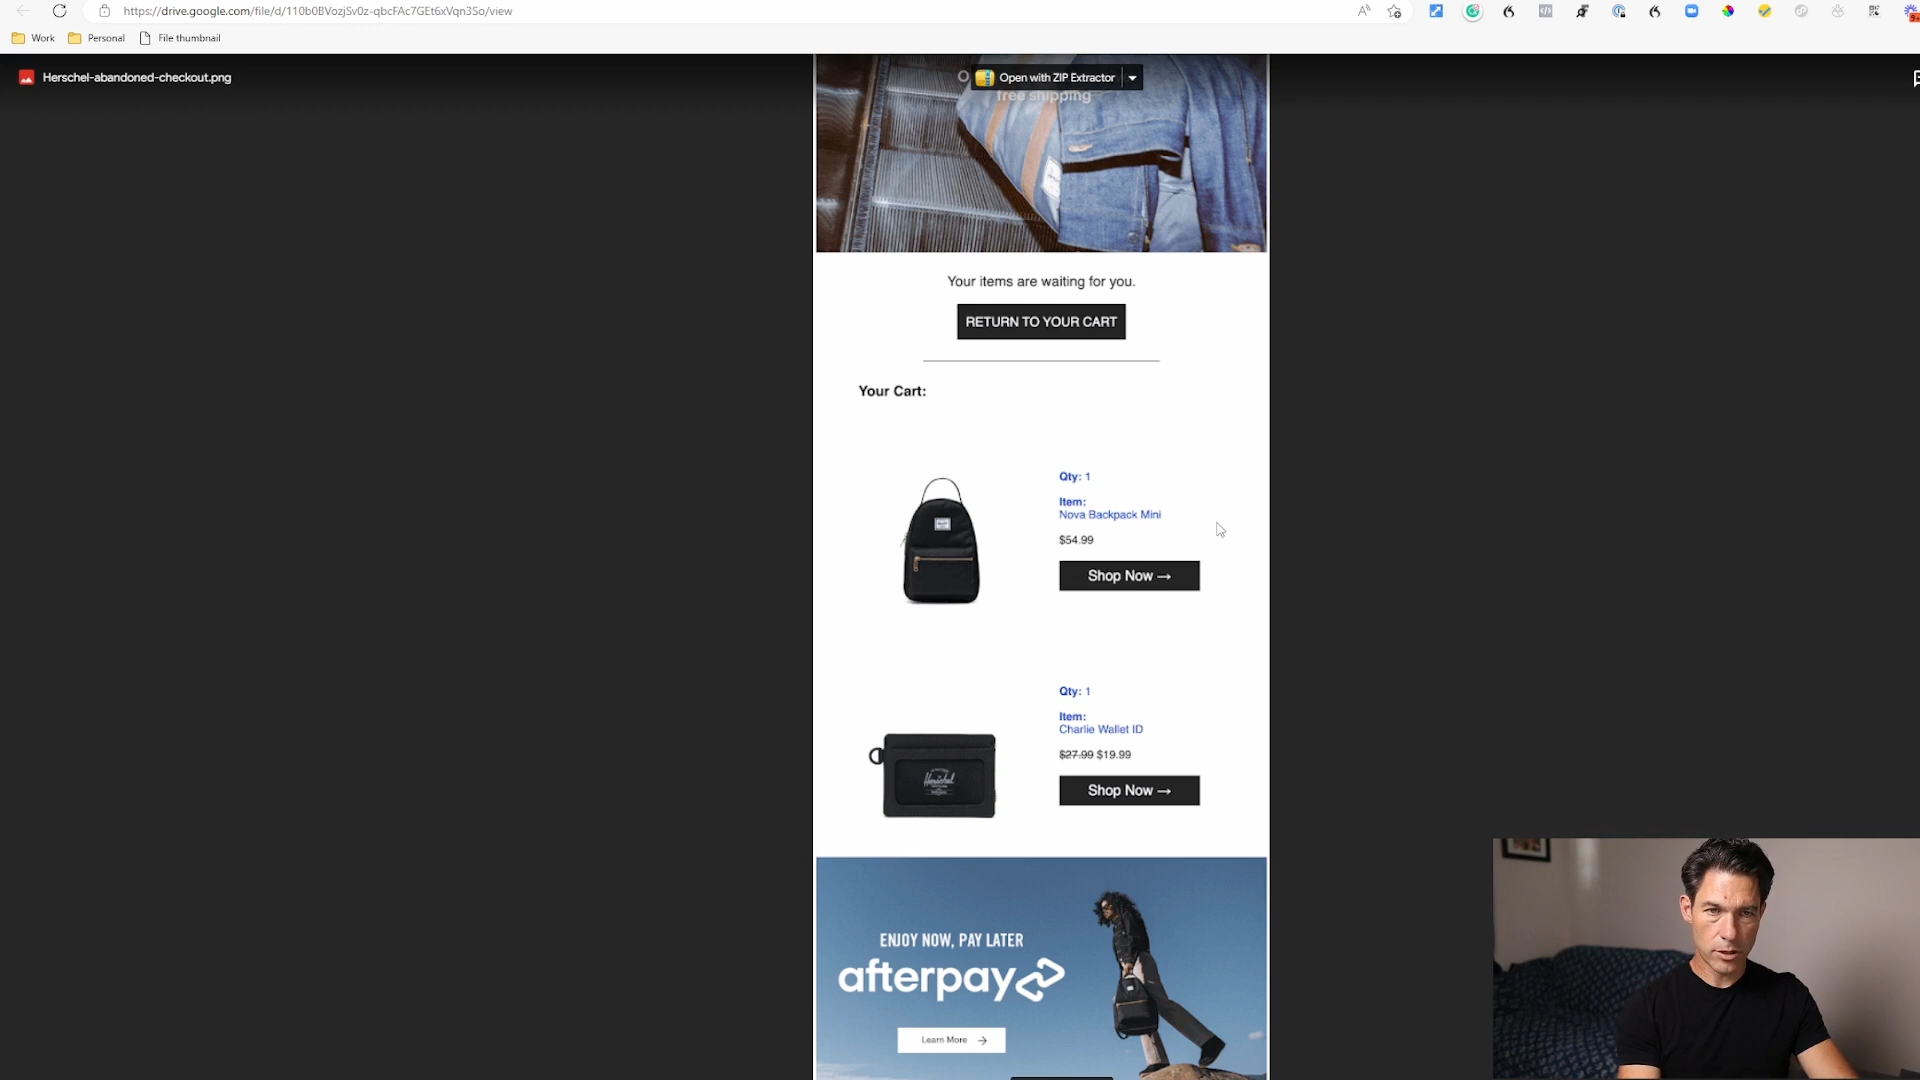 https://drive.google.com/file/d/110b0BVozjSv0z-qbcFAc7GEt6xVqn3So/view
Work
Personal
File thumbnail
Herschel-abandoned-checkout.png
Open with ZIP Extractor
free shipping
Your items are waiting for you.
RETURN TO YOUR CART
Your Cart:
Qty: 1
Item:
Nova Backpack Mini
$54.99
Shop Now →
Qty: 1
Item:
Charlie Wallet ID
$27.99 $19.99
Shop Now →
Herschel
ENJOY NOW, PAY LATER
afterpay
Learn More →